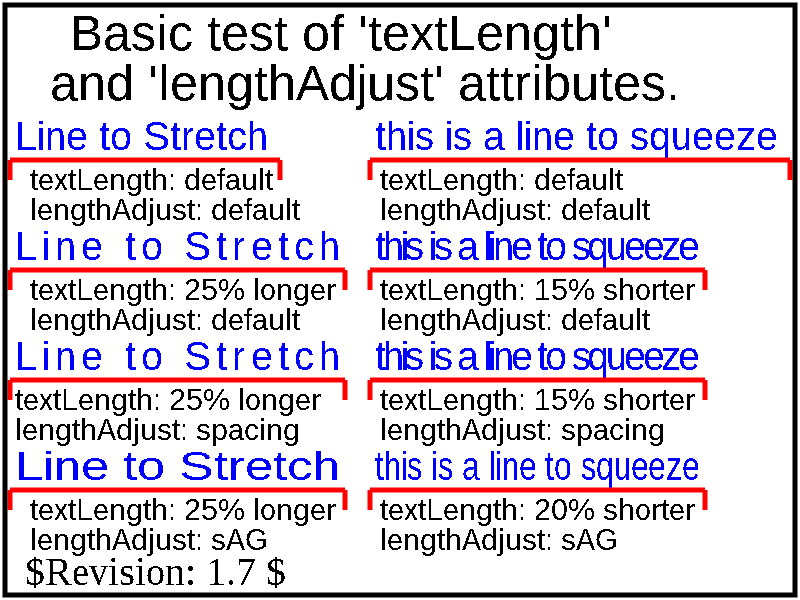 Basic test of 'textLength'
and 'lengthAdjust' attributes.
Line to Stretch
textLength: default
lengthAdjust: default
this is a line to squeeze
textLength: default
lengthAdjust: default
Line to Stretch
textLength: 25% longer
lengthAdjust: default
this is a line to squeeze
textLength: 15% shorter
lengthAdjust: default
Line to Stretch
textLength: 25% longer
lengthAdjust: spacing
this is a line to squeeze
textLength: 15% shorter
lengthAdjust: spacing
Line to Stretch
textLength: 25% longer
lengthAdjust: sAG
this is a line to squeeze
textLength: 20% shorter
lengthAdjust: sAG
$Revision: 1.7 $